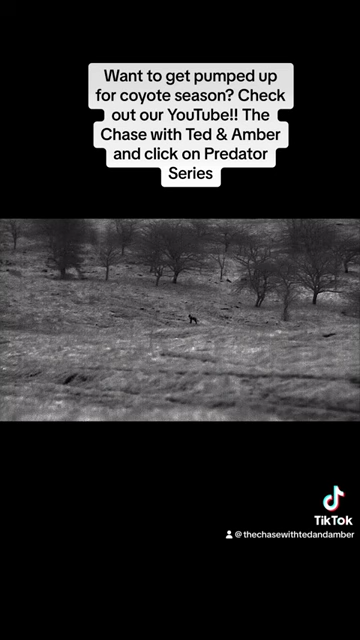 Want to get pumped up
for coyote season? Check
out our YouTube!! The
Chase with Ted & Amber
and click on Predator
Series
TikTok
@thechasewithtedandamber